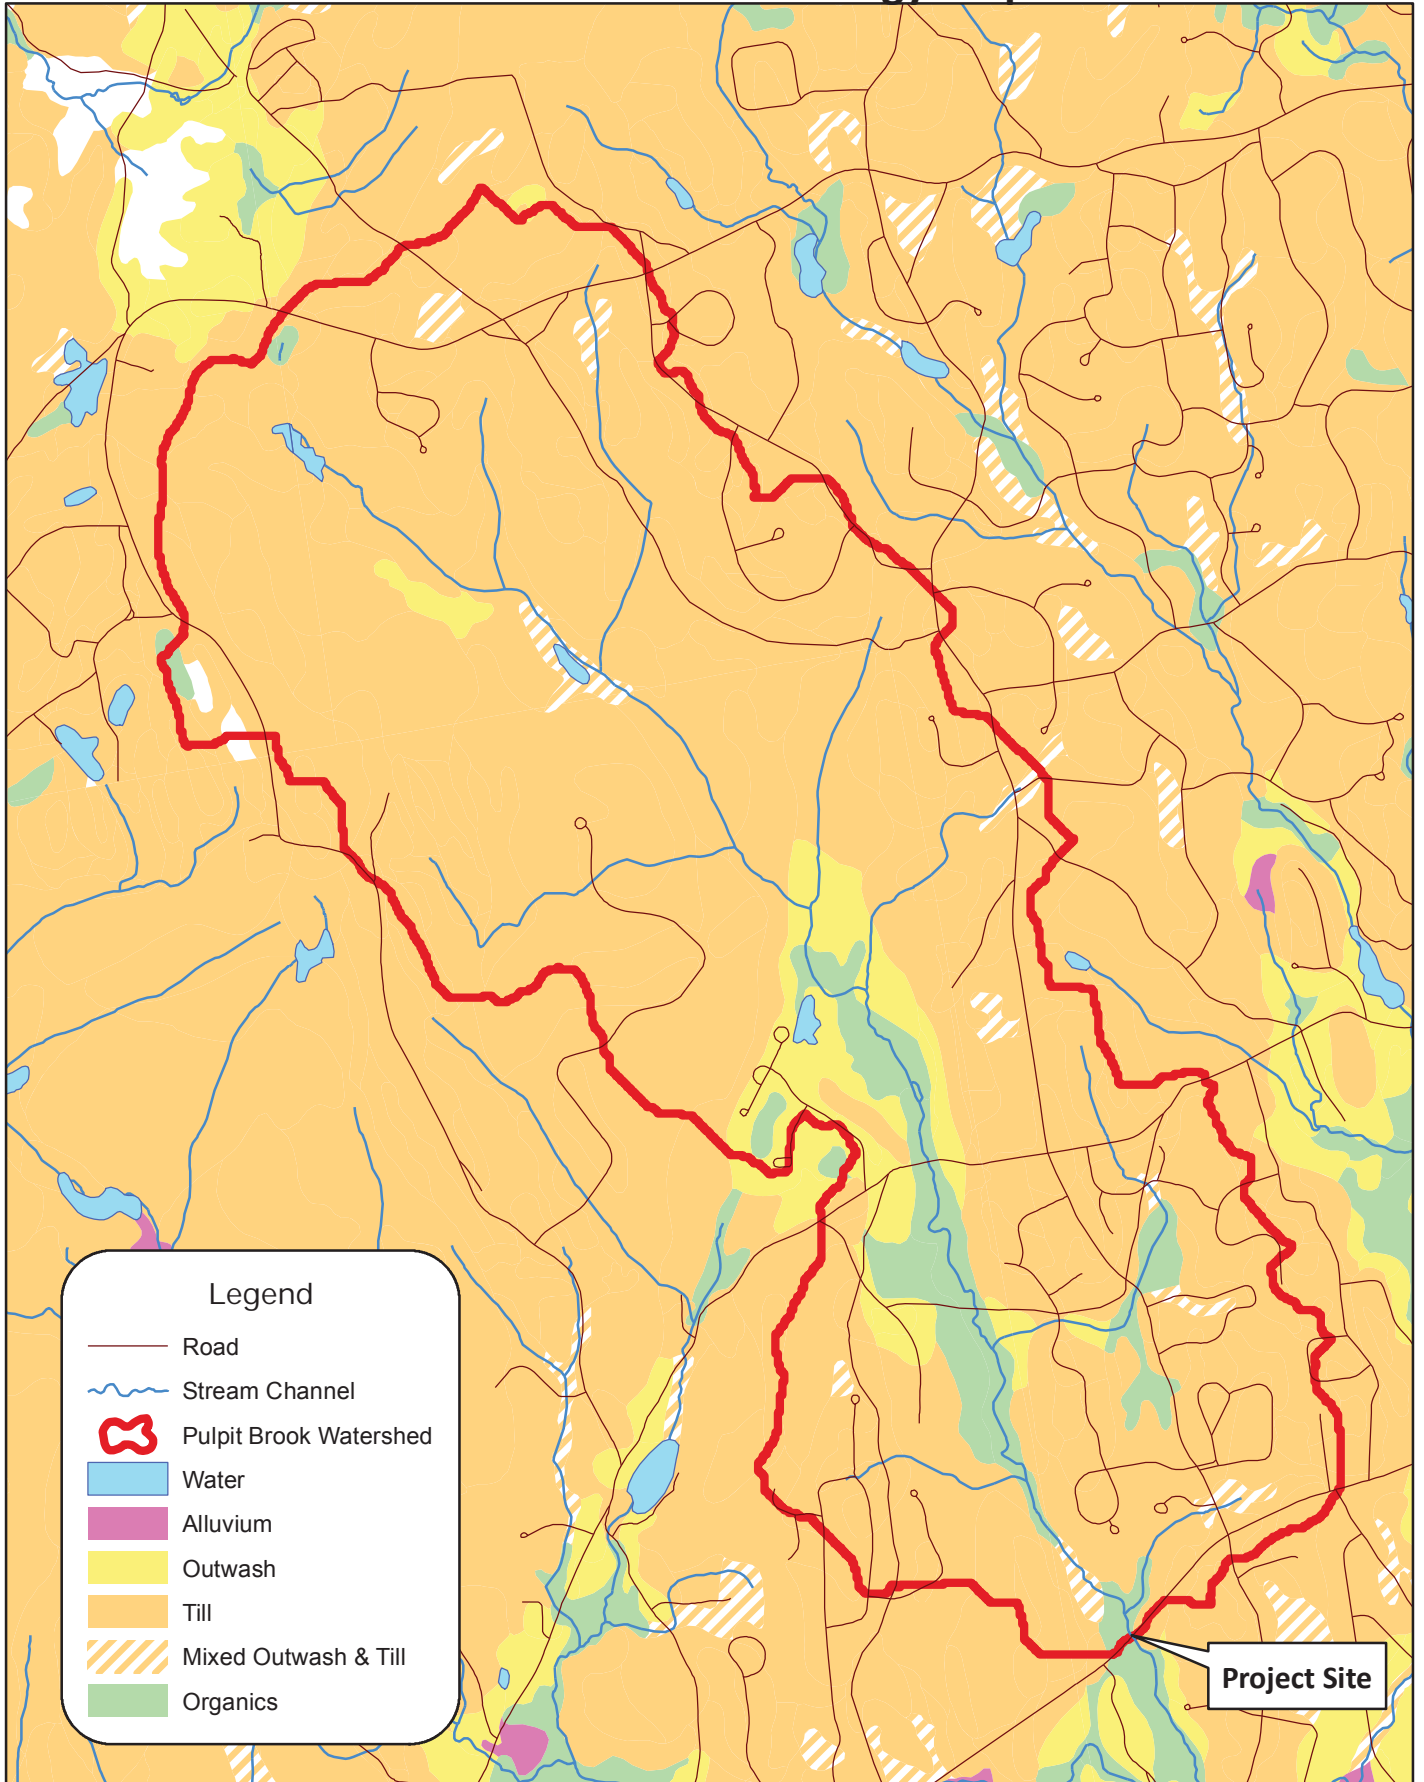 Legend
Road
Stream Channel
Pulpit Brook Watershed
Water
Alluvium
Outwash
Till
Mixed Outwash & Till
Organics
Project Site